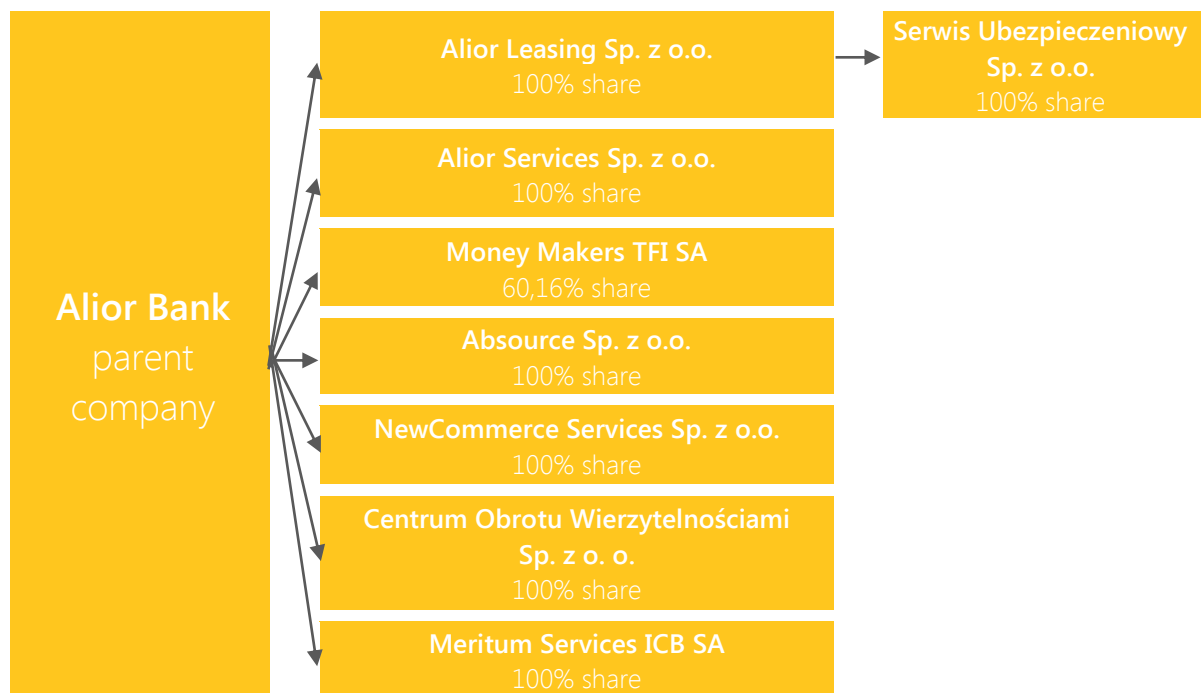 Alior Bank
parent
company
Alior Leasing Sp. z o.o.
100% share
Serwis Ubezpieczeniowy
Sp. z o.o.
100% share
Alior Services Sp. z o.o.
100% share
Money Makers TFI SA
60,16% share
Absource Sp. z o.o.
100% share
NewCommerce Services Sp. z o.o.
100% share
Centrum Obrotu Wierzytelnościami
Sp. z o. o.
100% share
Meritum Services ICB SA
100% share